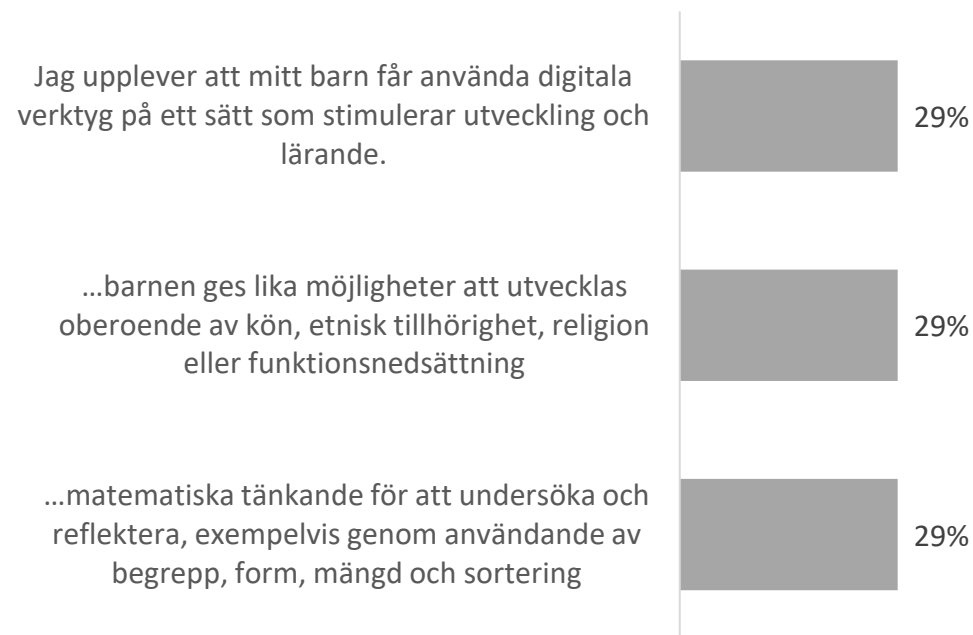 Jag upplever att mitt barn får använda digitala
verktyg på ett sätt som stimulerar utveckling och
lärande.
29%
...barnen ges lika möjligheter att utvecklas
oberoende av kön, etnisk tillhörighet, religion
eller funktionsnedsättning
29%
...matematiska tänkande för att undersöka och
reflektera, exempelvis genom användande av
begrepp, form, mängd och sortering
29%